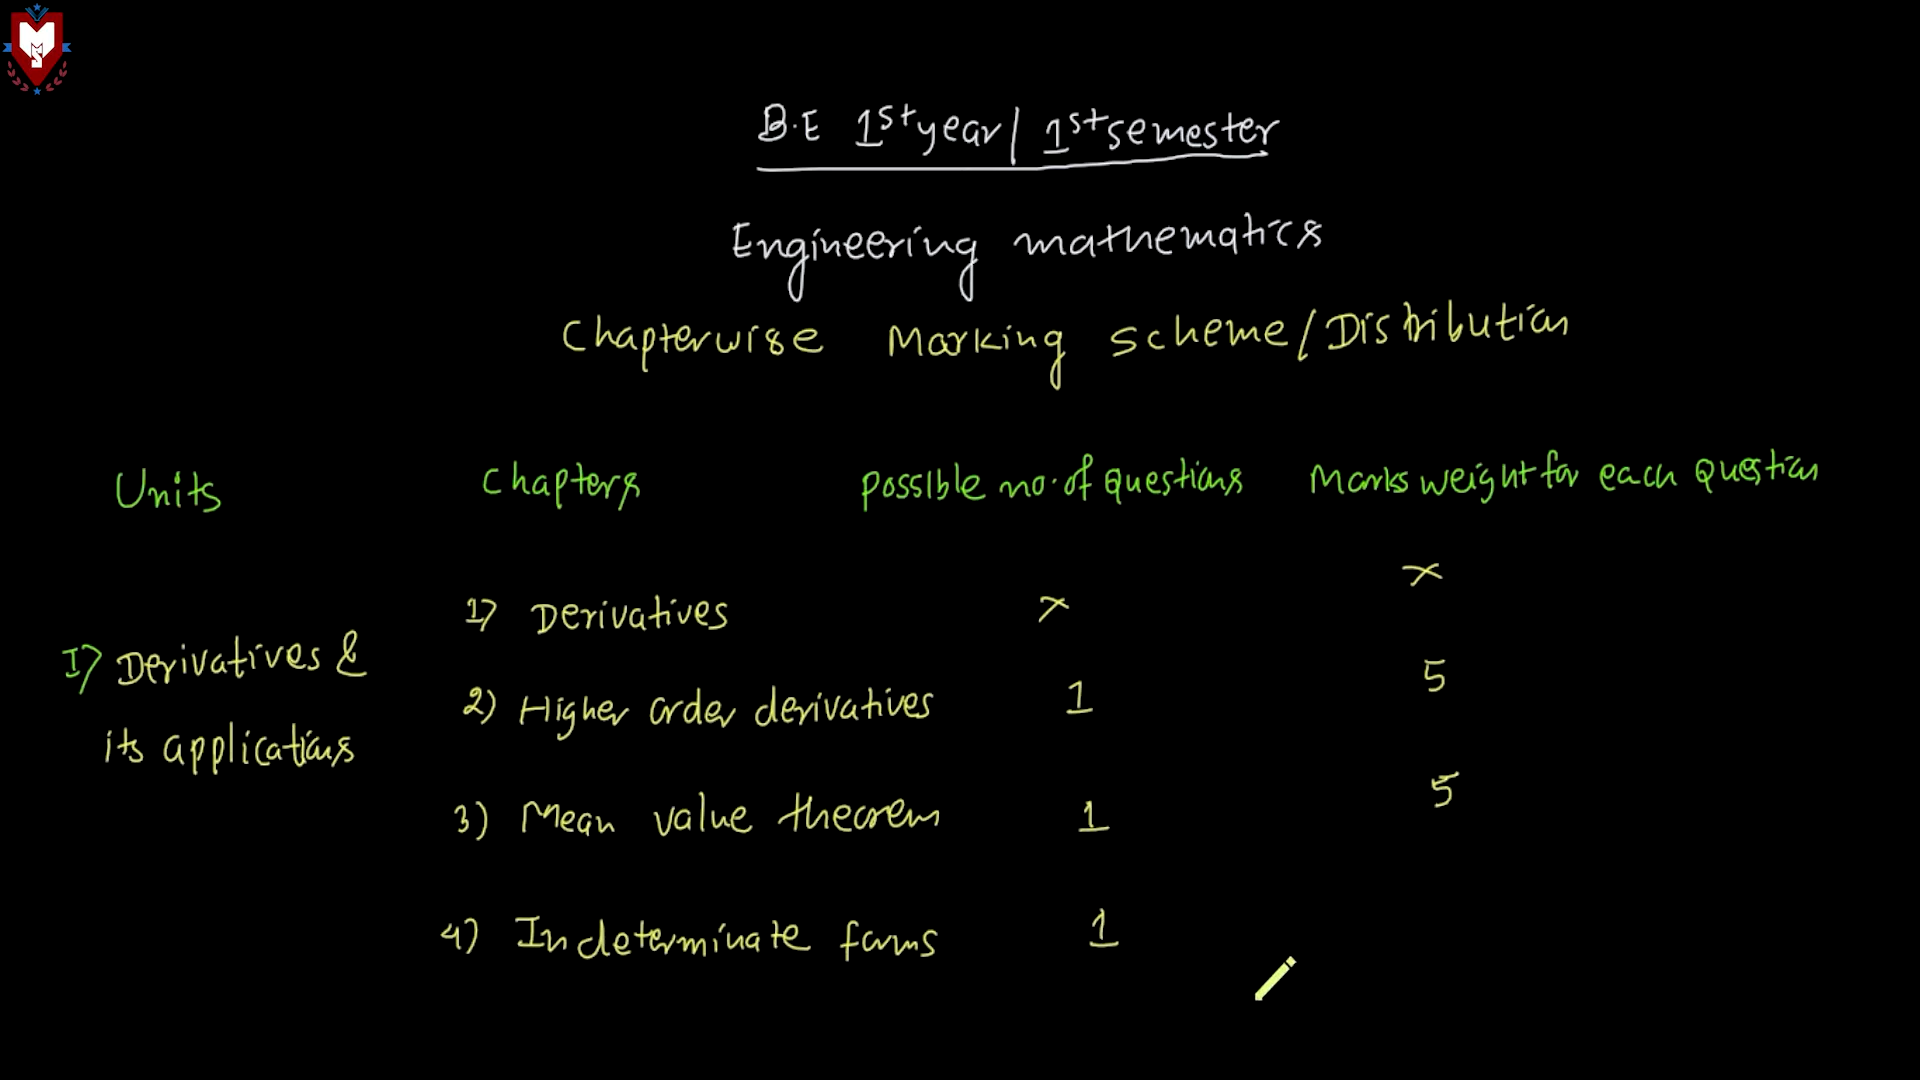 B.E 1st year / 1st semester
Engineering mathematics
Chapterwise Marking scheme / Distribution
Units Chapters possible no. of questions Marks weight for each question
1) Derivatives x x
I) Derivatives &
its applications
2) Higher order derivatives 1 5
3) Mean value theorem 1 5
4) Indeterminate forms 1